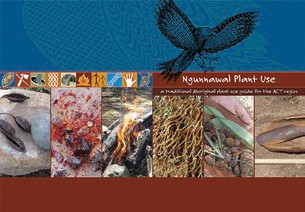 Ngunnawal Plant Use
a traditional Aboriginal plant use guide for the ACT region